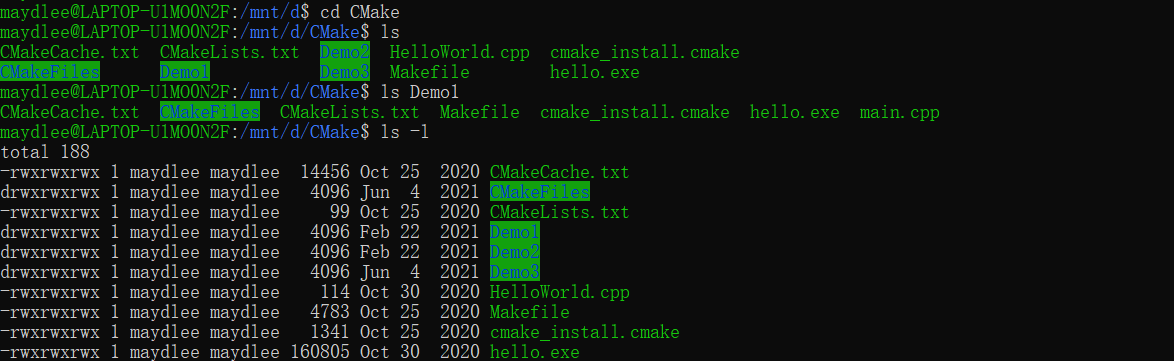 maydlee@LAPTOP-U1MOON2F:/mnt/d$ cd CMake
maydlee@LAPTOP-U1MOON2F:/mnt/d/CMake$ ls
CMakeCache.txt  CMakeLists.txt  Demo2  HelloWorld.cpp  cmake_install.cmake
CMakeFiles      Demo1           Demo3  Makefile        hello.exe
maydlee@LAPTOP-U1MOON2F:/mnt/d/CMake$ ls Demo1
CMakeCache.txt  CMakeFiles  CMakeLists.txt  Makefile  cmake_install.cmake  hello.exe  main.cpp
maydlee@LAPTOP-U1MOON2F:/mnt/d/CMake$ ls -l
total 188
-rwxrwxrwx 1 maydlee maydlee  14456 Oct 25  2020 CMakeCache.txt
drwxrwxrwx 1 maydlee maydlee   4096 Jun  4  2021 CMakeFiles
-rwxrwxrwx 1 maydlee maydlee     99 Oct 25  2020 CMakeLists.txt
drwxrwxrwx 1 maydlee maydlee   4096 Feb 22  2021 Demo1
drwxrwxrwx 1 maydlee maydlee   4096 Feb 22  2021 Demo2
drwxrwxrwx 1 maydlee maydlee   4096 Jun  4  2021 Demo3
-rwxrwxrwx 1 maydlee maydlee    114 Oct 30  2020 HelloWorld.cpp
-rwxrwxrwx 1 maydlee maydlee   4783 Oct 25  2020 Makefile
-rwxrwxrwx 1 maydlee maydlee   1341 Oct 25  2020 cmake_install.cmake
-rwxrwxrwx 1 maydlee maydlee 160805 Oct 30  2020 hello.exe